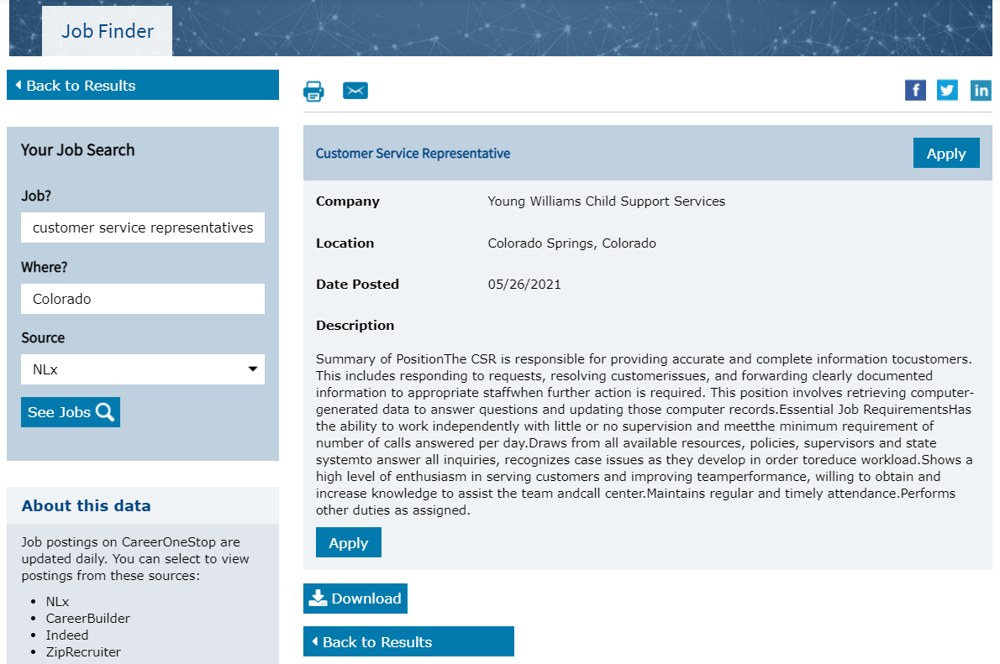 Job Finder
Back to Results
Your Job Search
Job?
customer service representatives
Where?
Colorado
Source
NLx
See Jobs
About this data
Job postings on CareerOneStop are
updated daily. You can select to view
postings from these sources:
• NLx
• CareerBuilder
• Indeed
• ZipRecruiter
f
in
Customer Service Representative
Apply
Company Young Williams Child Support Services
Location Colorado Springs, Colorado
Date Posted 05/26/2021
Description
Summary of PositionThe CSR is responsible for providing accurate and complete information tocustomers.
This includes responding to requests, resolving customerissues, and forwarding clearly documented
information to appropriate staffwhen further action is required. This position involves retrieving computer-
generated data to answer questions and updating those computer records.Essential Job RequirementsHas
the ability to work independently with little or no supervision and meetthe minimum requirement of
number of calls answered per day.Draws from all available resources, policies, supervisors and state
systemto answer all inquiries, recognizes case issues as they develop in order toreduce workload.Shows a
high level of enthusiasm in serving customers and improving teamperformance, willing to obtain and
increase knowledge to assist the team andcall center.Maintains regular and timely attendance.Performs
other duties as assigned.
Apply
Download
Back to Results